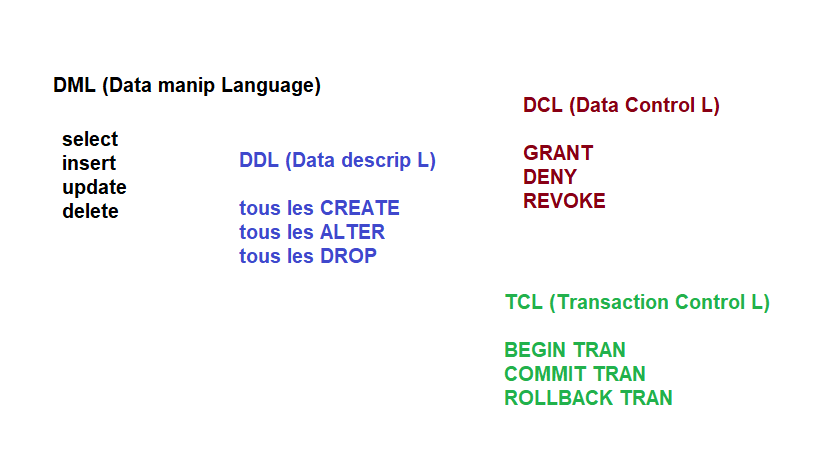 DML (Data manip Language)
select
insert
update
delete
DDL (Data descrip L)
tous les CREATE
tous les ALTER
tous les DROP
DCL (Data Control L)
GRANT
DENY
REVOKE
TCL (Transaction Control L)
BEGIN TRAN
COMMIT TRAN
ROLLBACK TRAN